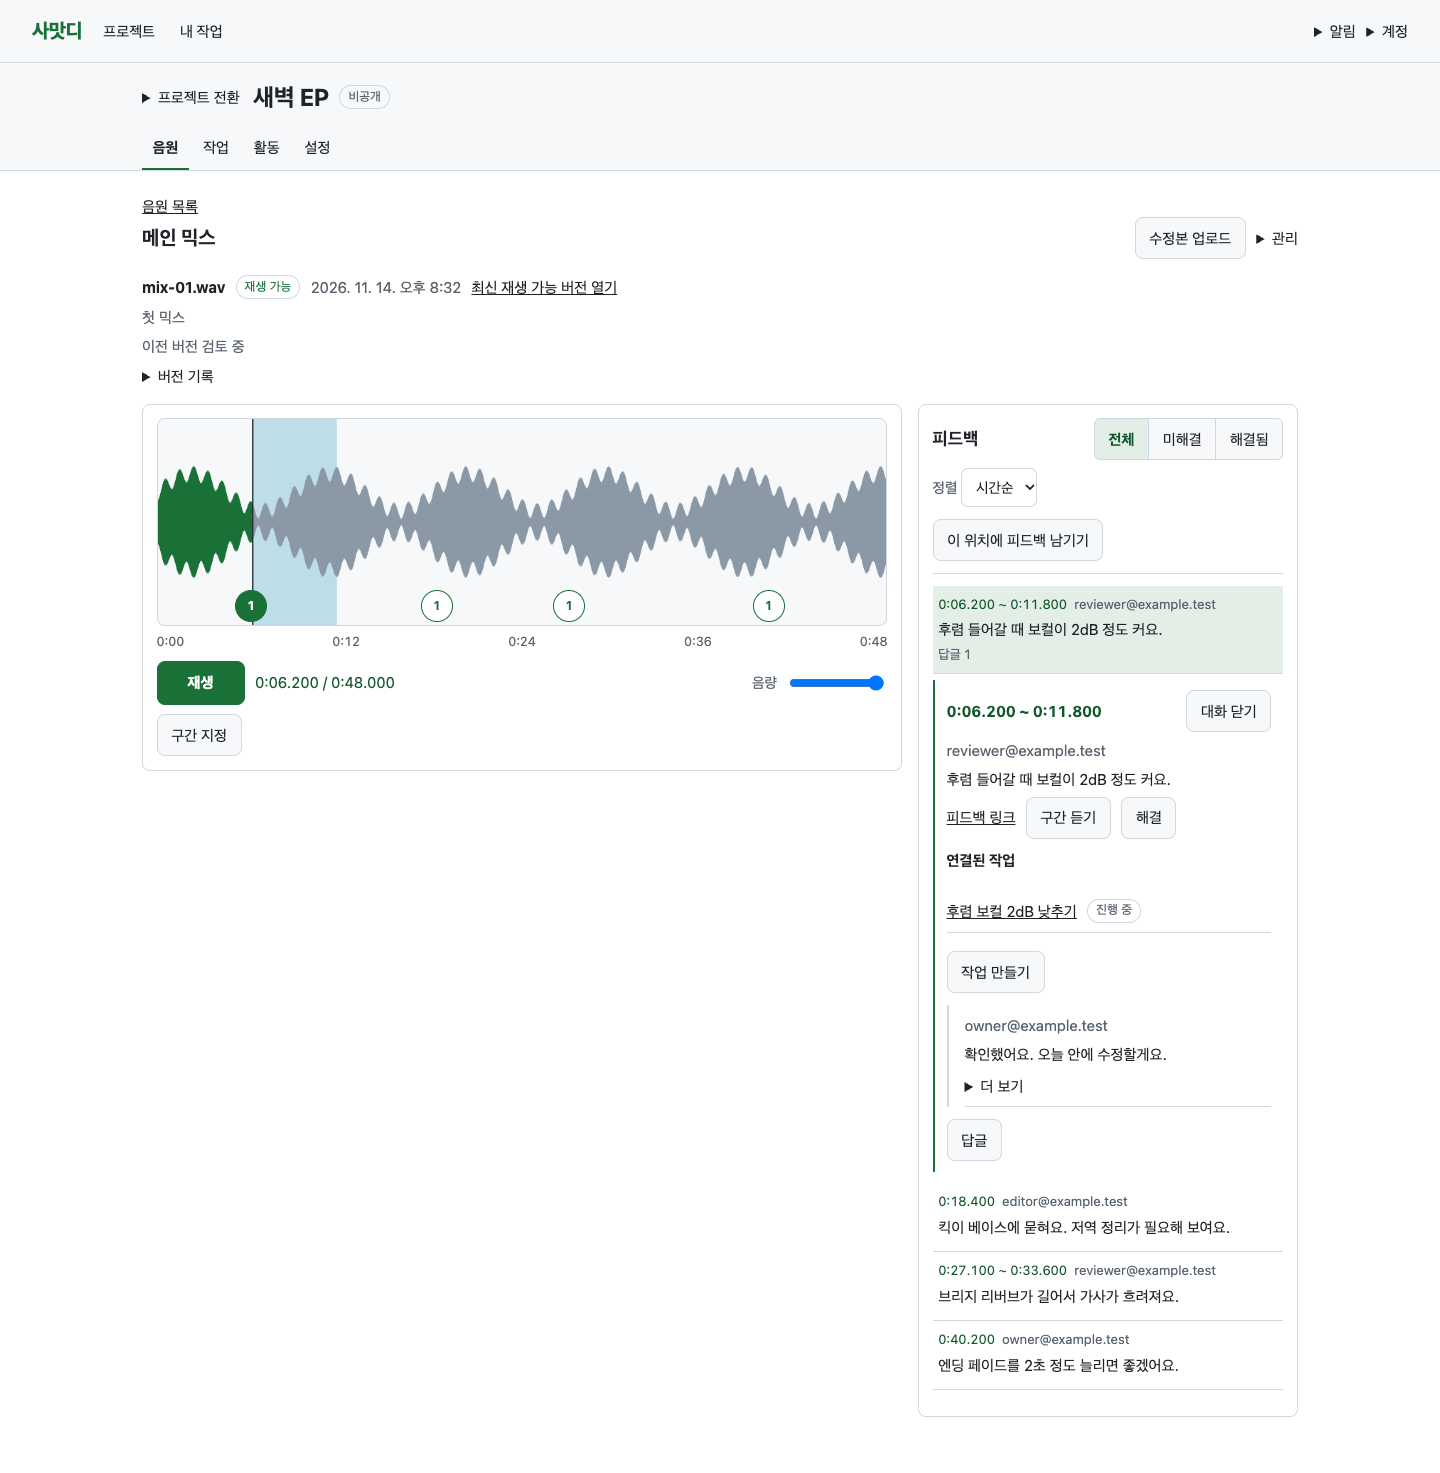 사맛디 프로젝트 내 작업 ▶ 알림 ▶ 계정
▶ 프로젝트 전환 새벽 EP 비공개
음원 작업 활동 설정
음원 목록
메인 믹스 수정본 업로드 ▶ 관리
mix-01.wav 재생 가능 2026. 11. 14. 오후 8:32 최신 재생 가능 버전 열기
첫 믹스
이전 버전 검토 중
▶ 버전 기록
1 1 1 1
0:00 0:12 0:24 0:36 0:48
재생 0:06.200 / 0:48.000 음량
구간 지정
피드백 전체 미해결 해결됨
정렬 시간순
이 위치에 피드백 남기기
0:06.200 ~ 0:11.800 reviewer@example.test
후렴 들어갈 때 보컬이 2dB 정도 커요.
답글 1
0:06.200 ~ 0:11.800 대화 닫기
reviewer@example.test
후렴 들어갈 때 보컬이 2dB 정도 커요.
피드백 링크 구간 듣기 해결
연결된 작업
후렴 보컬 2dB 낮추기 진행 중
작업 만들기
owner@example.test
확인했어요. 오늘 안에 수정할게요.
▶ 더 보기
답글
0:18.400 editor@example.test
킥이 베이스에 묻혀요. 저역 정리가 필요해 보여요.
0:27.100 ~ 0:33.600 reviewer@example.test
브리지 리버브가 길어서 가사가 흐려져요.
0:40.200 owner@example.test
엔딩 페이드를 2초 정도 늘리면 좋겠어요.